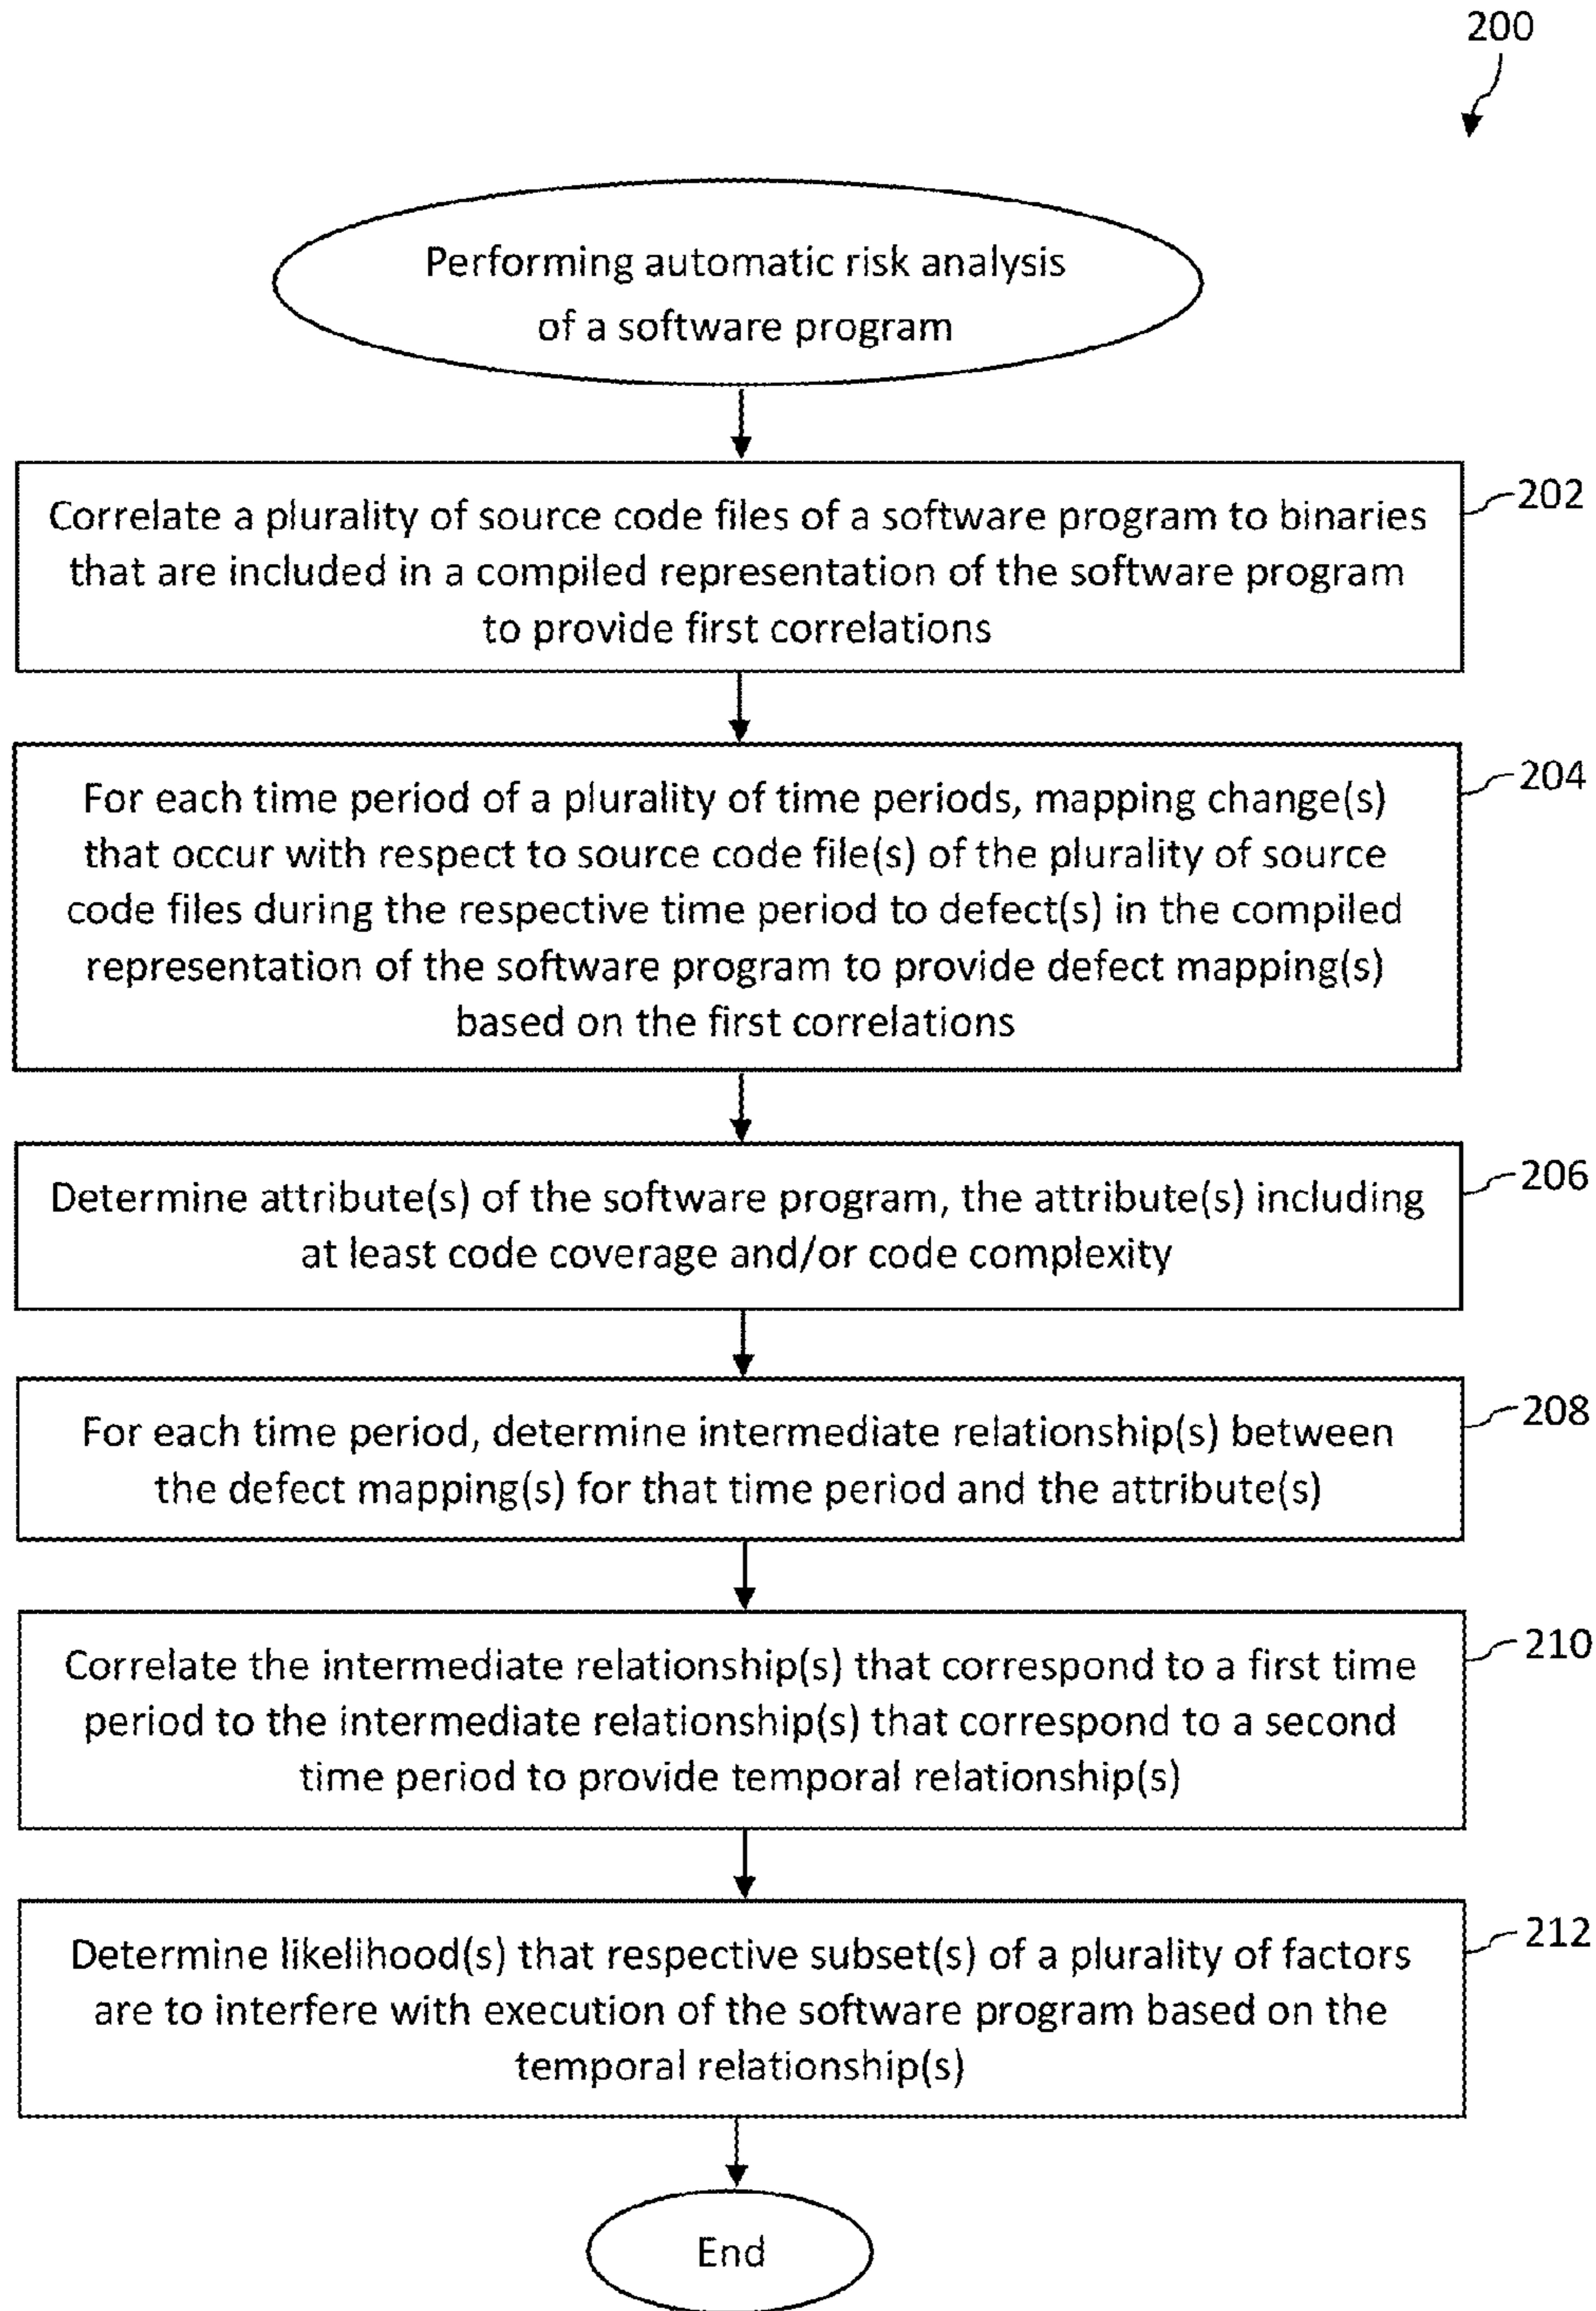 200
Performing automatic risk analysis
of a software program
202
Correlate a plurality of source code files of a software program to binaries
that are included in a compiled representation of the software program
to provide first correlations
204
For each time period of a plurality of time periods, mapping change(s)
that occur with respect to source code file(s) of the plurality of source
code files during the respective time period to defect(s) in the compiled
representation of the software program to provide defect mapping(s)
based on the first correlations
206
Determine attribute(s) of the software program, the attribute(s) including
at least code coverage and/or code complexity
208
For each time period, determine intermediate relationship(s) between
the defect mapping(s) for that time period and the attribute(s)
210
Correlate the intermediate relationship(s) that correspond to a first time
period to the intermediate relationship(s) that correspond to a second
time period to provide temporal relationship(s)
212
Determine likelihood(s) that respective subset(s) of a plurality of factors
are to interfere with execution of the software program based on the
temporal relationship(s)
End